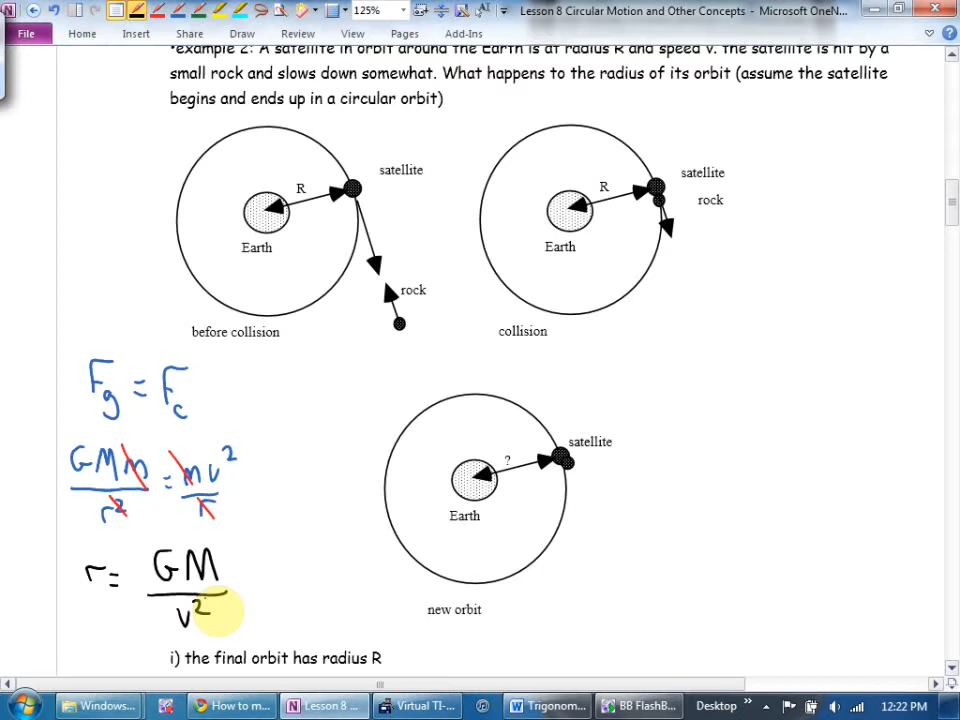 125%
Lesson 8 Circular Motion and Other Concepts - Microsoft OneN...
File Home Insert Share Draw Review View Pages Add-Ins
•example 2: A satellite in orbit around the Earth is at radius R and speed v. the satellite is hit by a
small rock and slows down somewhat. What happens to the radius of its orbit (assume the satellite
begins and ends up in a circular orbit)
satellite
R
Earth
rock
before collision
satellite
R
rock
Earth
collision
Fg = Fc
GMm/r² = mv²/r
r = GM/v²
satellite
?
Earth
new orbit
i) the final orbit has radius R
Windows... How to m... Lesson 8 ... Virtual TI-... Trigonom... BB FlashB... Desktop » 12:22 PM